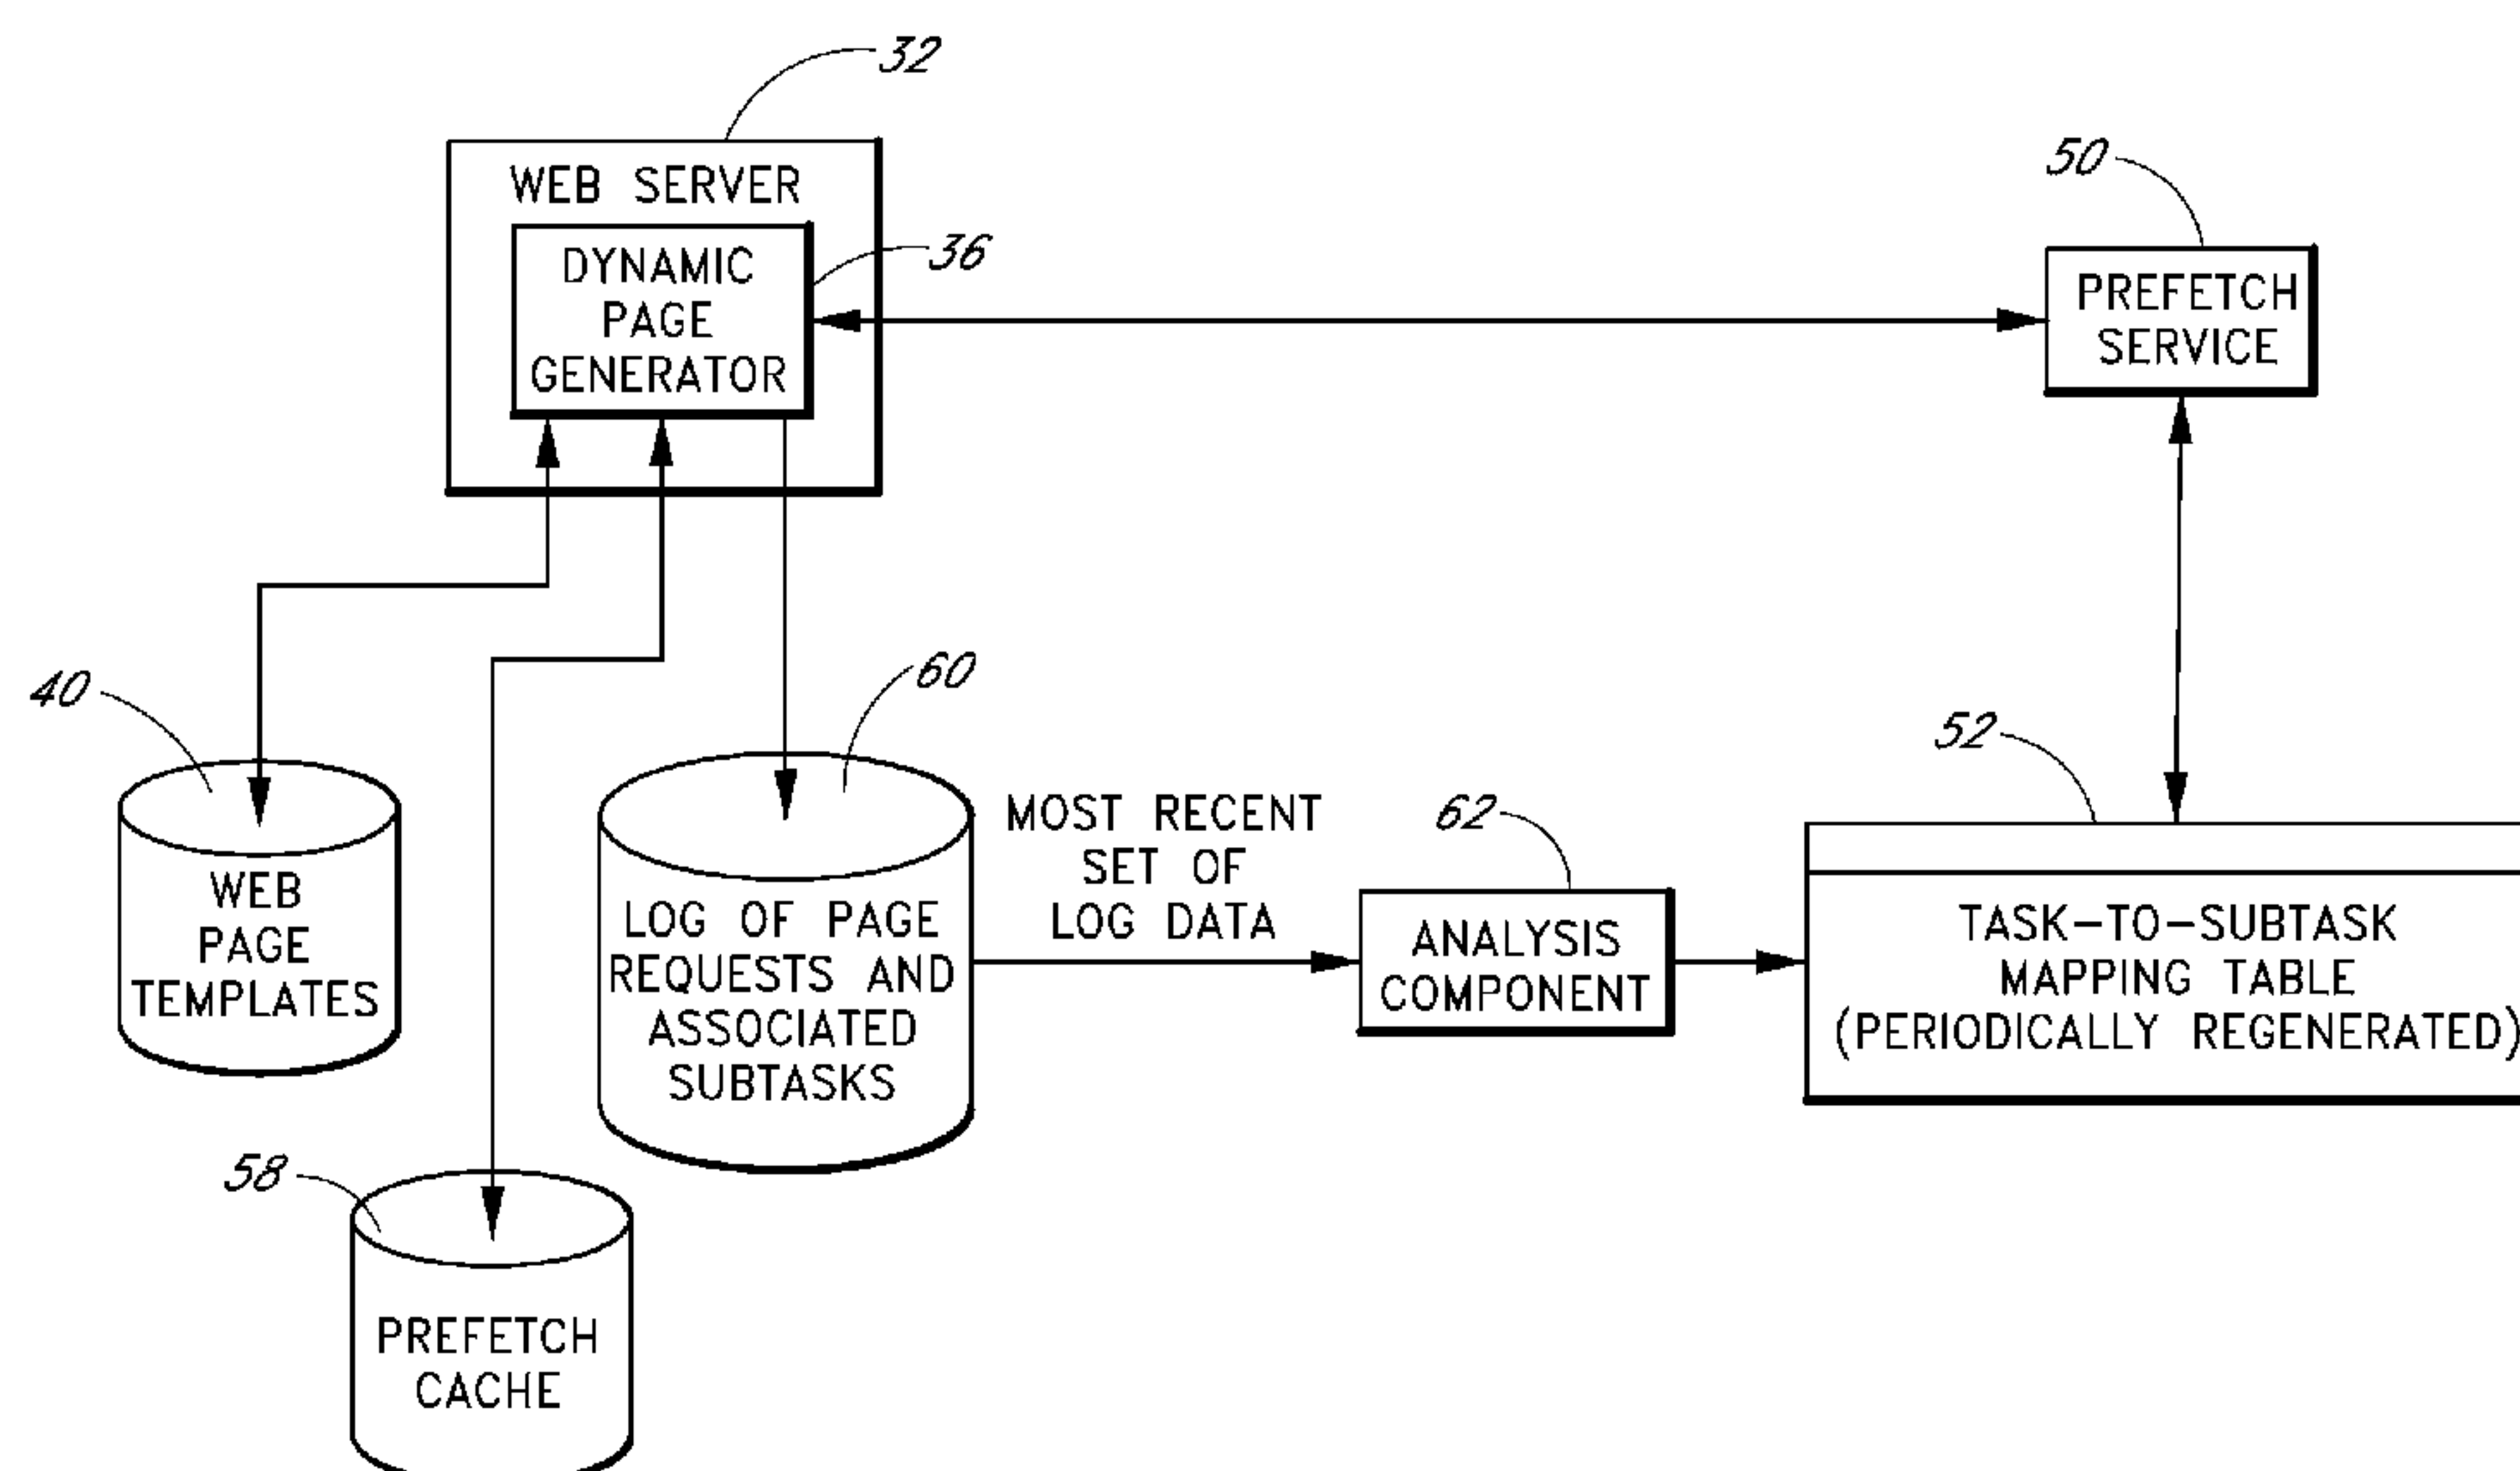 32
WEB SERVER
36
DYNAMIC
PAGE
GENERATOR
50
PREFETCH
SERVICE
40
WEB
PAGE
TEMPLATES
60
LOG OF PAGE
REQUESTS AND
ASSOCIATED
SUBTASKS
MOST RECENT
SET OF
LOG DATA
62
ANALYSIS
COMPONENT
52
TASK-TO-SUBTASK
MAPPING TABLE
(PERIODICALLY REGENERATED)
58
PREFETCH
CACHE